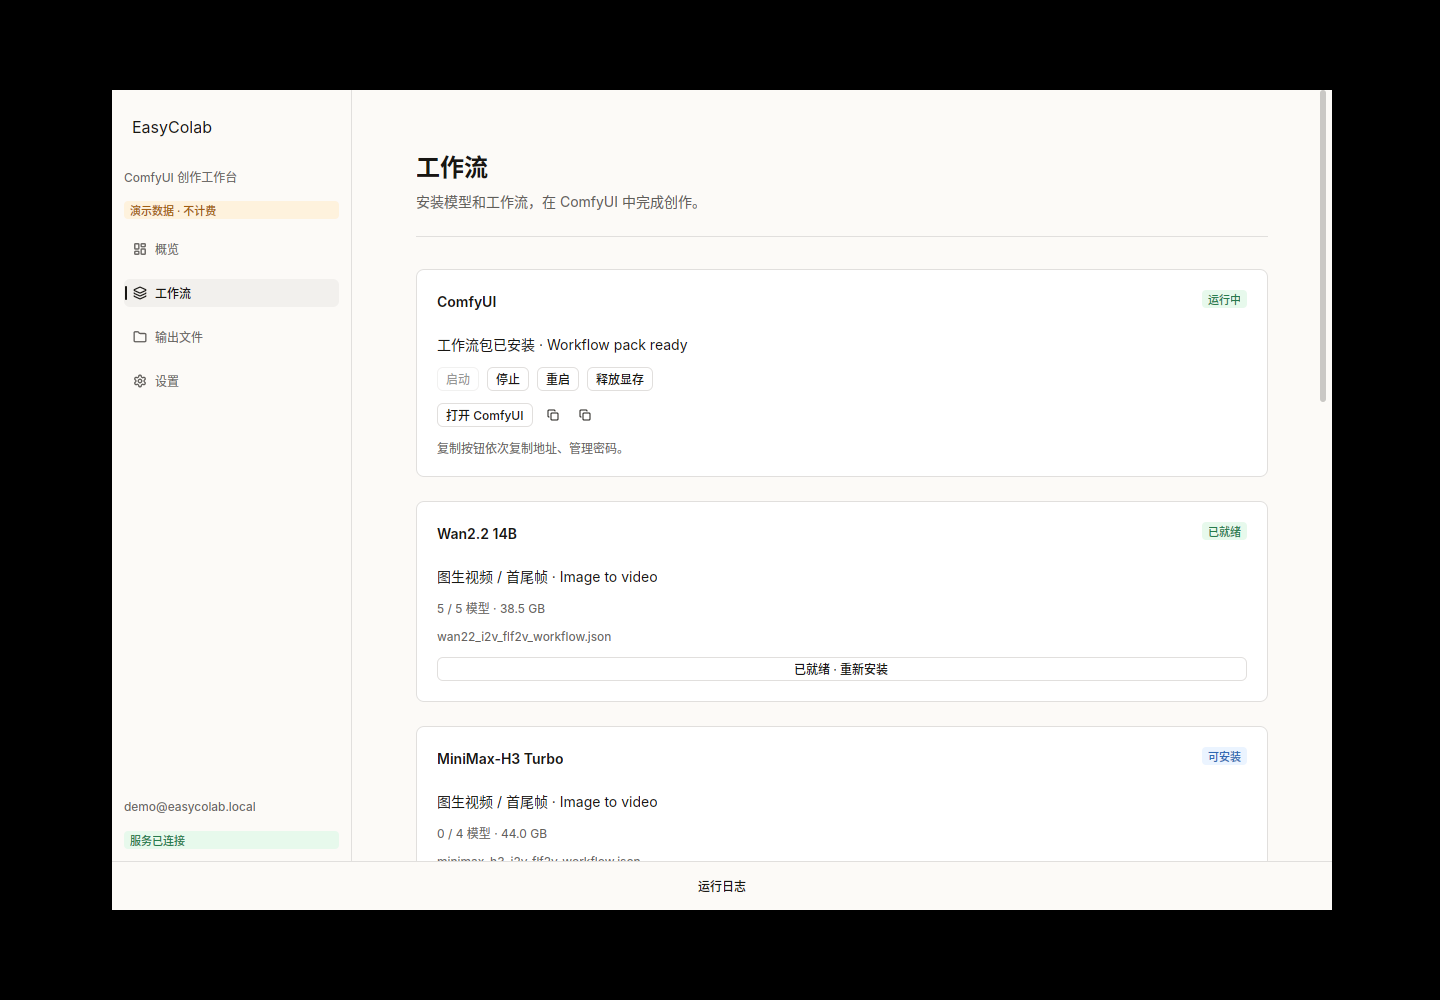 EasyColab
ComfyUI 创作工作台
演示数据 · 不计费
概览
工作流
输出文件
设置
demo@easycolab.local
服务已连接
工作流
安装模型和工作流，在 ComfyUI 中完成创作。
ComfyUI
运行中
工作流包已安装 · Workflow pack ready
启动 停止 重启 释放显存
打开 ComfyUI
复制按钮依次复制地址、管理密码。
Wan2.2 14B
已就绪
图生视频 / 首尾帧 · Image to video
5 / 5 模型 · 38.5 GB
wan22_i2v_flf2v_workflow.json
已就绪 · 重新安装
MiniMax-H3 Turbo
可安装
图生视频 / 首尾帧 · Image to video
0 / 4 模型 · 44.0 GB
minimax_h3_i2v_flf2v_workflow.json
运行日志